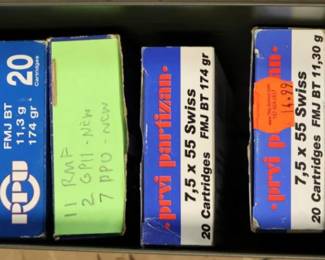 20
Cartridges
FMJ BT
11,3 g
174 gr
PPU
11 RMF
2 GP11 - NEW
7 PPU - NEW
prvi partizan
7,5 x 55 Swiss
FMJ BT 174 gr
20 Cartridges
prvi partizan
7,5 x 55 Swiss
FMJ BT 11,30 g
20 Cartridges
14.99